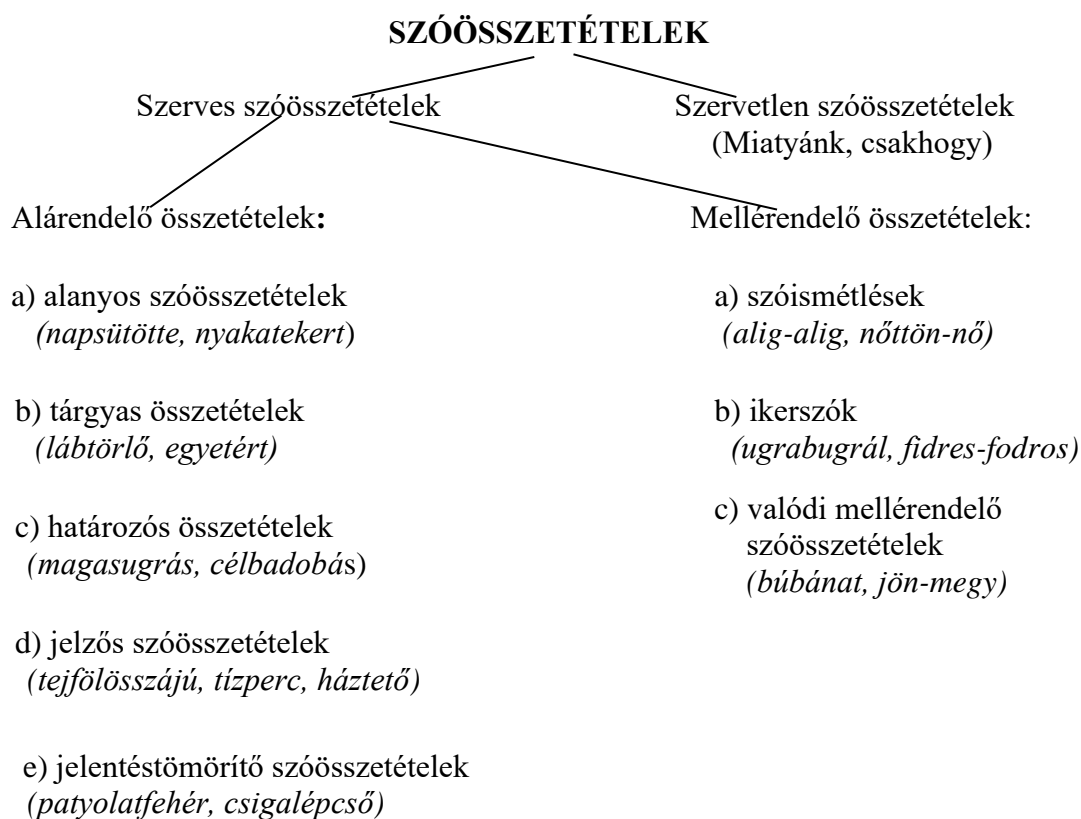 SZÓÖSSZETÉTELEK
Szerves szóösszetételek
Szervetlen szóösszetételek
(Miatyánk, csakhogy)
Alárendelő összetételek:
a) alanyos szóösszetételek
(napsütötte, nyakatekert)
b) tárgyas összetételek
(lábtörlő, egyetért)
c) határozós összetételek
(magasugrás, célbadobás)
d) jelzős szóösszetételek
(tejfölösszájú, tízperc, háztető)
e) jelentéstömörítő szóösszetételek
(patyolatfehér, csigalépcső)
Mellérendelő összetételek:
a) szóismétlések
(alig-alig, nőttön-nő)
b) ikerszók
(ugrabugrál, fidres-fodros)
c) valódi mellérendelő
szóösszetételek
(búbánat, jön-megy)